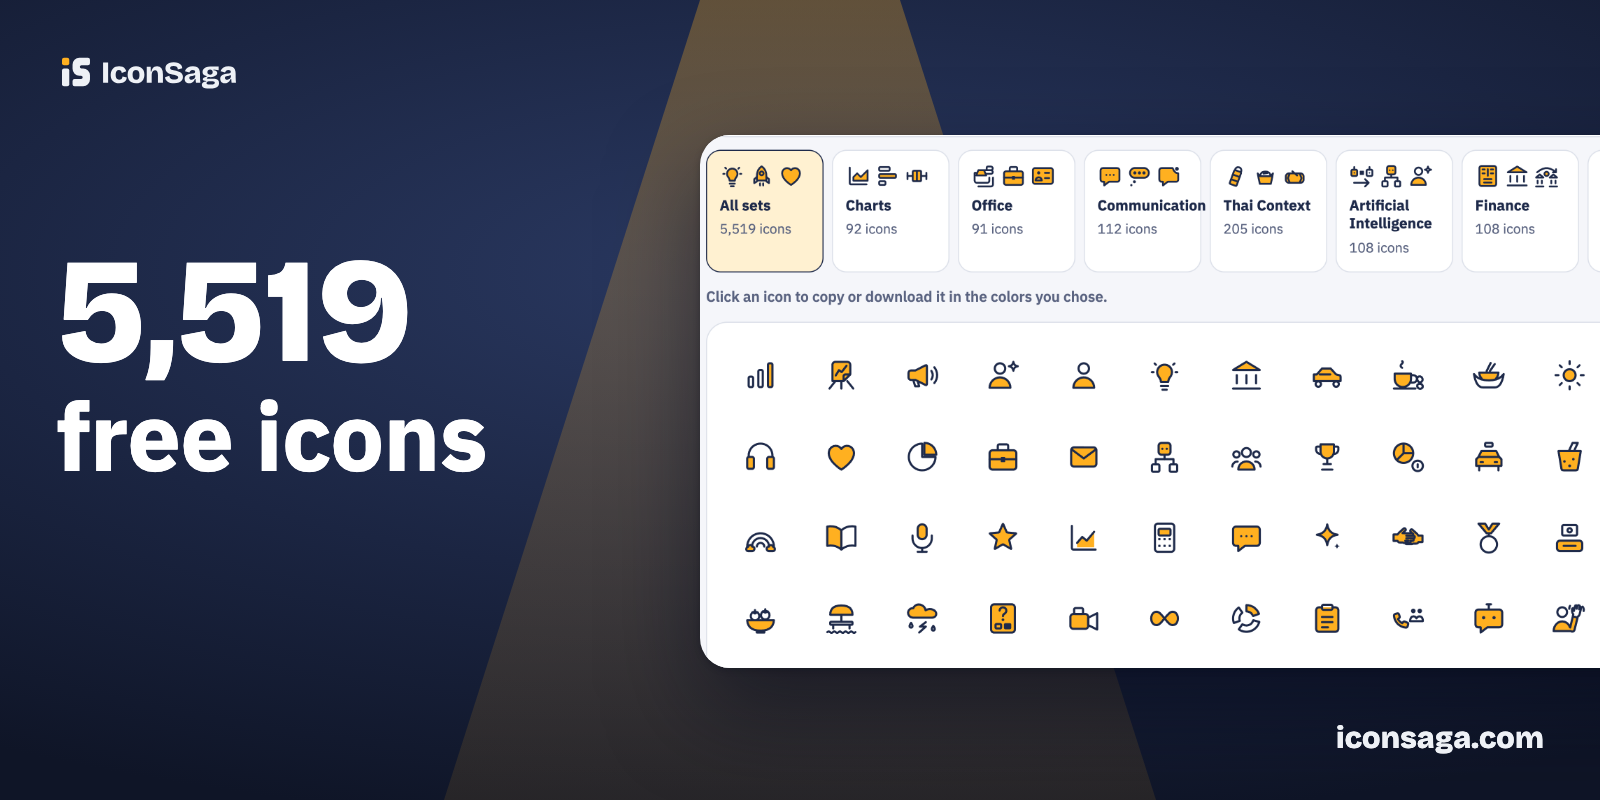 IconSaga
5,519
free icons
All sets
5,519 icons
Charts
92 icons
Office
91 icons
Communication
112 icons
Thai Context
205 icons
Artificial
Intelligence
108 icons
Finance
108 icons
Click an icon to copy or download it in the colors you chose.
iconsaga.com